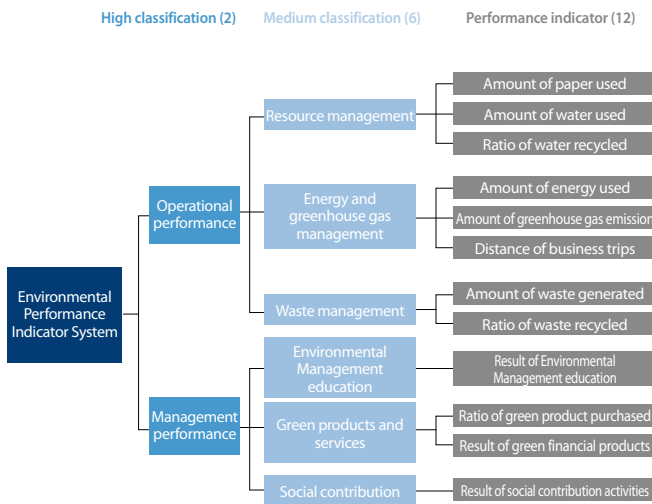 High classification (2)
Medium classification (6)
Performance indicator (12)
Environmental
Performance
Indicator System
Operational
performance
Resource management
Amount of paper used
Amount of water used
Ratio of water recycled
Energy and
greenhouse gas
management
Amount of energy used
Amount of greenhouse gas emission
Distance of business trips
Waste management
Amount of waste generated
Ratio of waste recycled
Management
performance
Environmental
Management
education
Result of Environmental
Management education
Green products and
services
Ratio of green product purchased
Result of green financial products
Social contribution
Result of social contribution activities